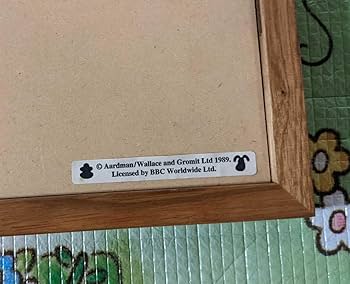 © Aardman/Wallace and Gromit Ltd 1989.
Licensed by BBC Worldwide Ltd.